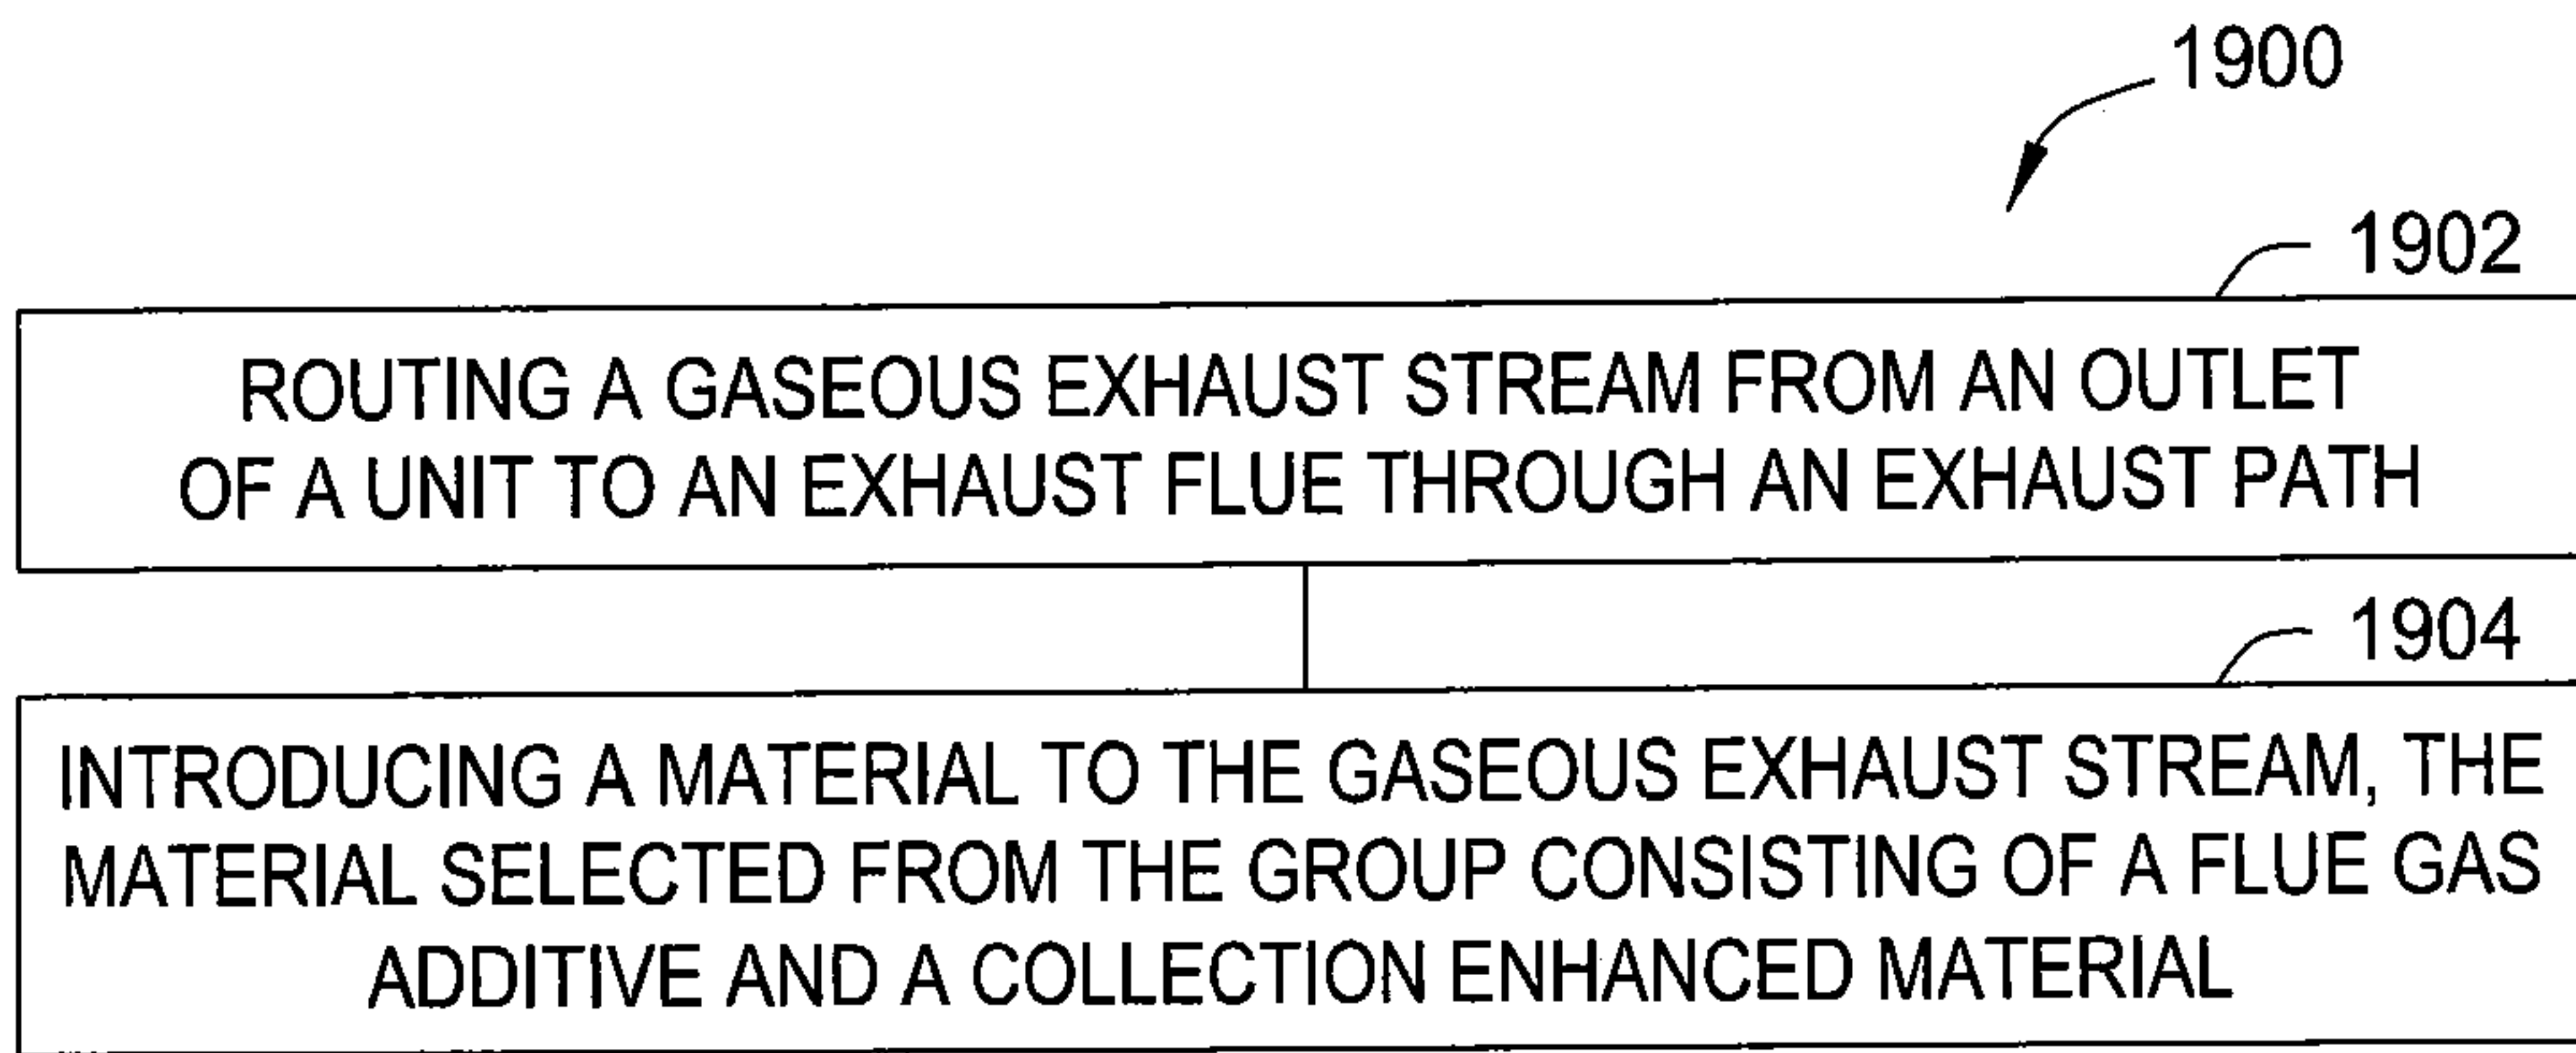 1900
1902
ROUTING A GASEOUS EXHAUST STREAM FROM AN OUTLET
OF A UNIT TO AN EXHAUST FLUE THROUGH AN EXHAUST PATH
1904
INTRODUCING A MATERIAL TO THE GASEOUS EXHAUST STREAM, THE
MATERIAL SELECTED FROM THE GROUP CONSISTING OF A FLUE GAS
ADDITIVE AND A COLLECTION ENHANCED MATERIAL